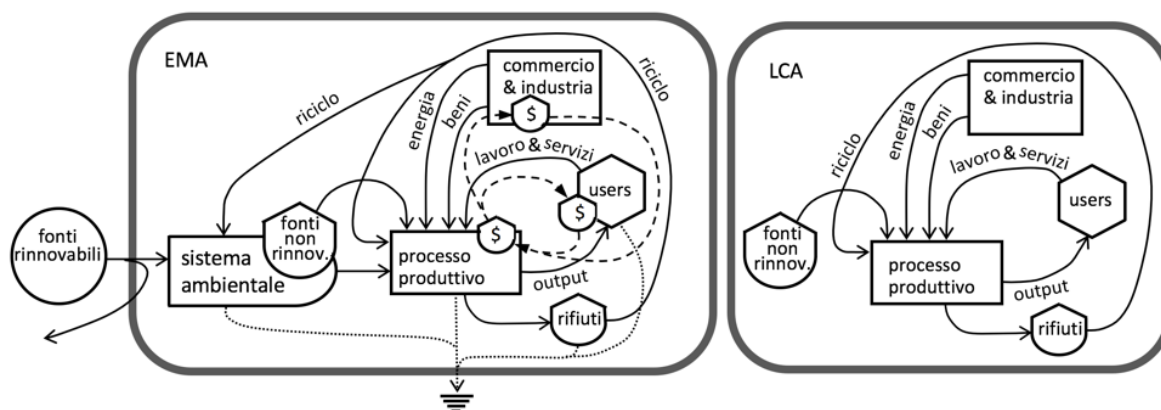 EMA
commercio
& industria
$
riciclo
riciclo
energia
beni
lavoro & servizi
users
$
fonti
rinnovabili
sistema
ambientale
fonti
non
rinnov.
processo
produttivo
$
output
rifiuti
LCA
commercio
& industria
riciclo
energia
beni
lavoro & servizi
users
fonti
non
rinnov.
processo
produttivo
output
rifiuti